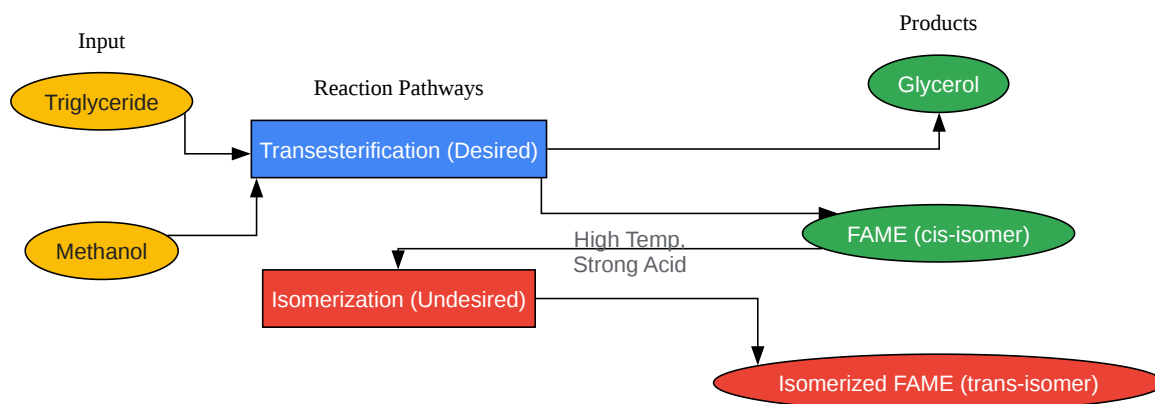 Input
Products
Triglyceride
Glycerol
Reaction Pathways
Transesterification (Desired)
Methanol
FAME (cis-isomer)
High Temp,
Strong Acid
Isomerization (Undesired)
Isomerized FAME (trans-isomer)